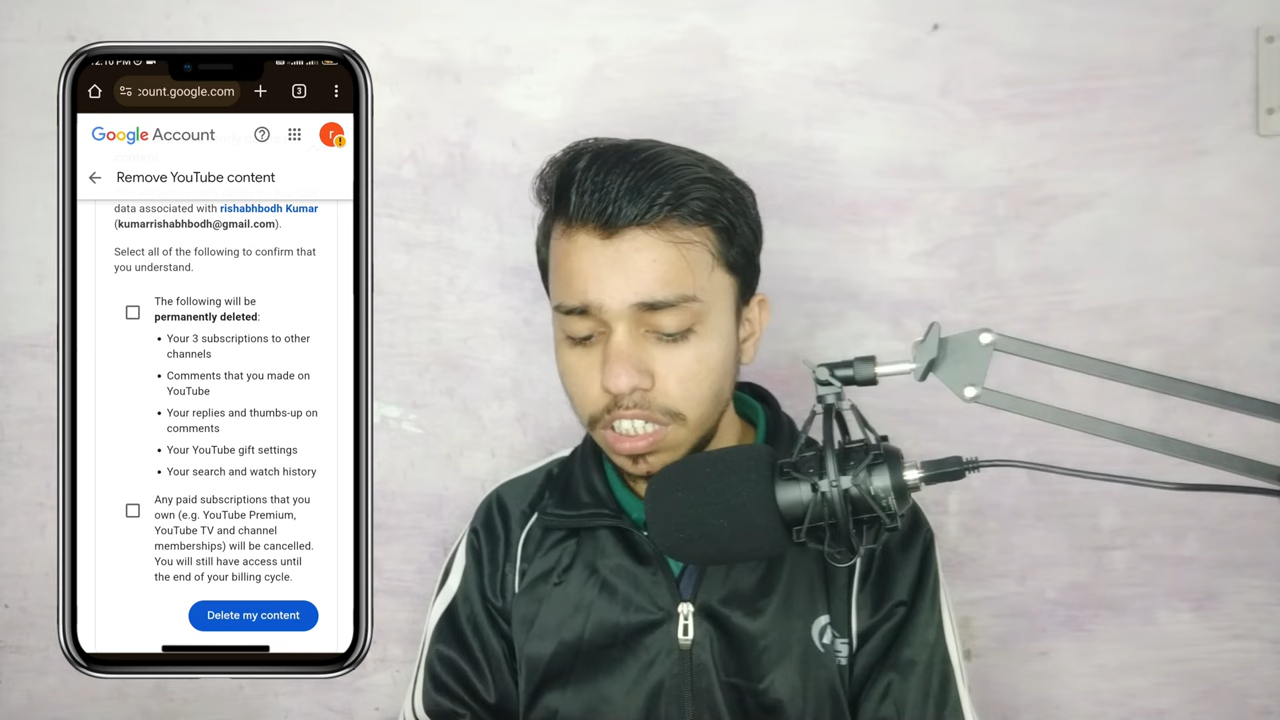 2:10 PM
count.google.com
3
Google Account
r
Remove YouTube content
data associated with rishabhbodh Kumar
(kumarrishabhbodh@gmail.com).
Select all of the following to confirm that
you understand.
The following will be
permanently deleted:
• Your 3 subscriptions to other
channels
• Comments that you made on
YouTube
• Your replies and thumbs-up on
comments
• Your YouTube gift settings
• Your search and watch history
Any paid subscriptions that you
own (e.g. YouTube Premium,
YouTube TV and channel
memberships) will be cancelled.
You will still have access until
the end of your billing cycle.
Delete my content